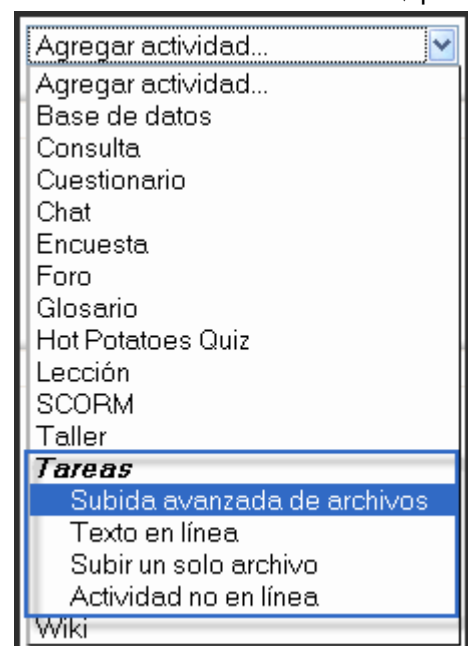 Agregar actividad...
Agregar actividad...
Base de datos
Consulta
Cuestionario
Chat
Encuesta
Foro
Glosario
Hot Potatoes Quiz
Lección
SCORM
Taller
Tareas
Subida avanzada de archivos
Texto en línea
Subir un solo archivo
Actividad no en línea
Wiki